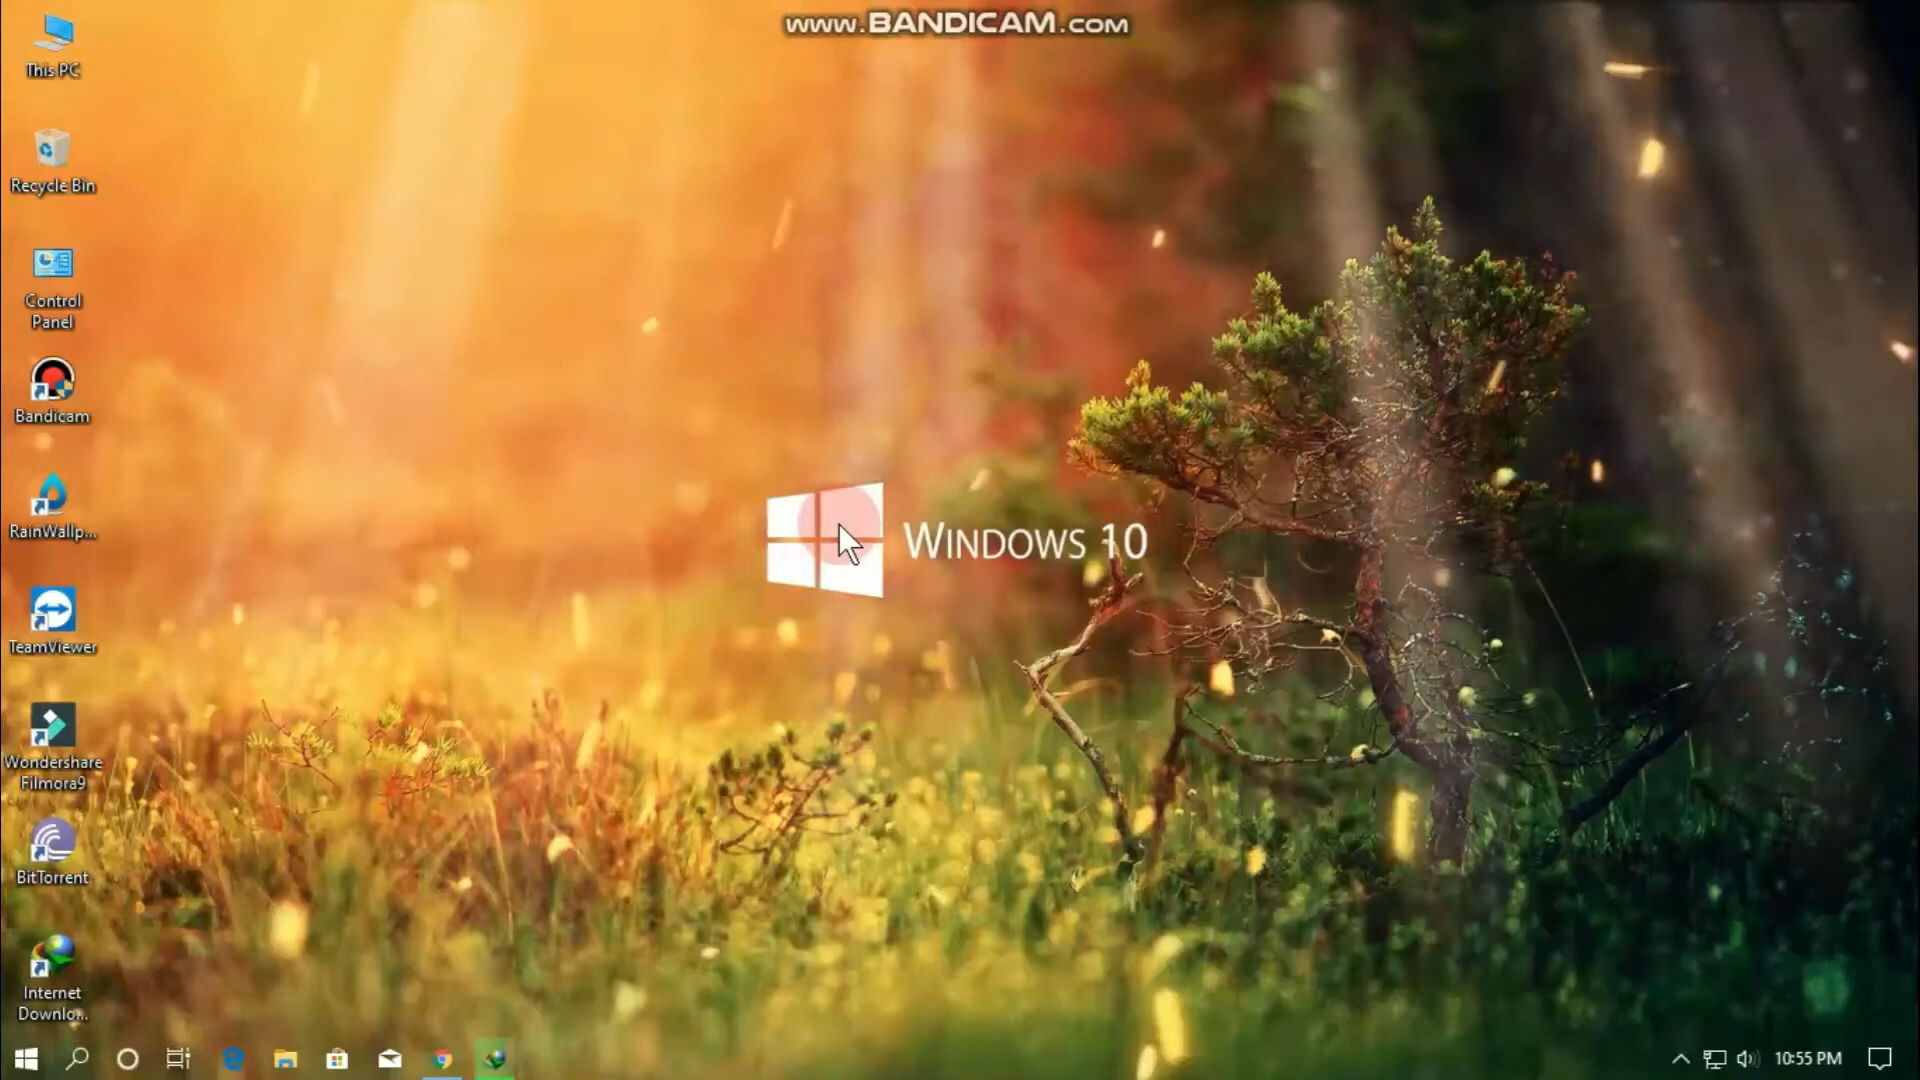 www.BANDICAM.com
This PC
Recycle Bin
Control
Panel
Bandicam
RainWallp...
TeamViewer
Wondershare
Filmora9
BitTorrent
Internet
Downlo...
WINDOWS 10
10:55 PM